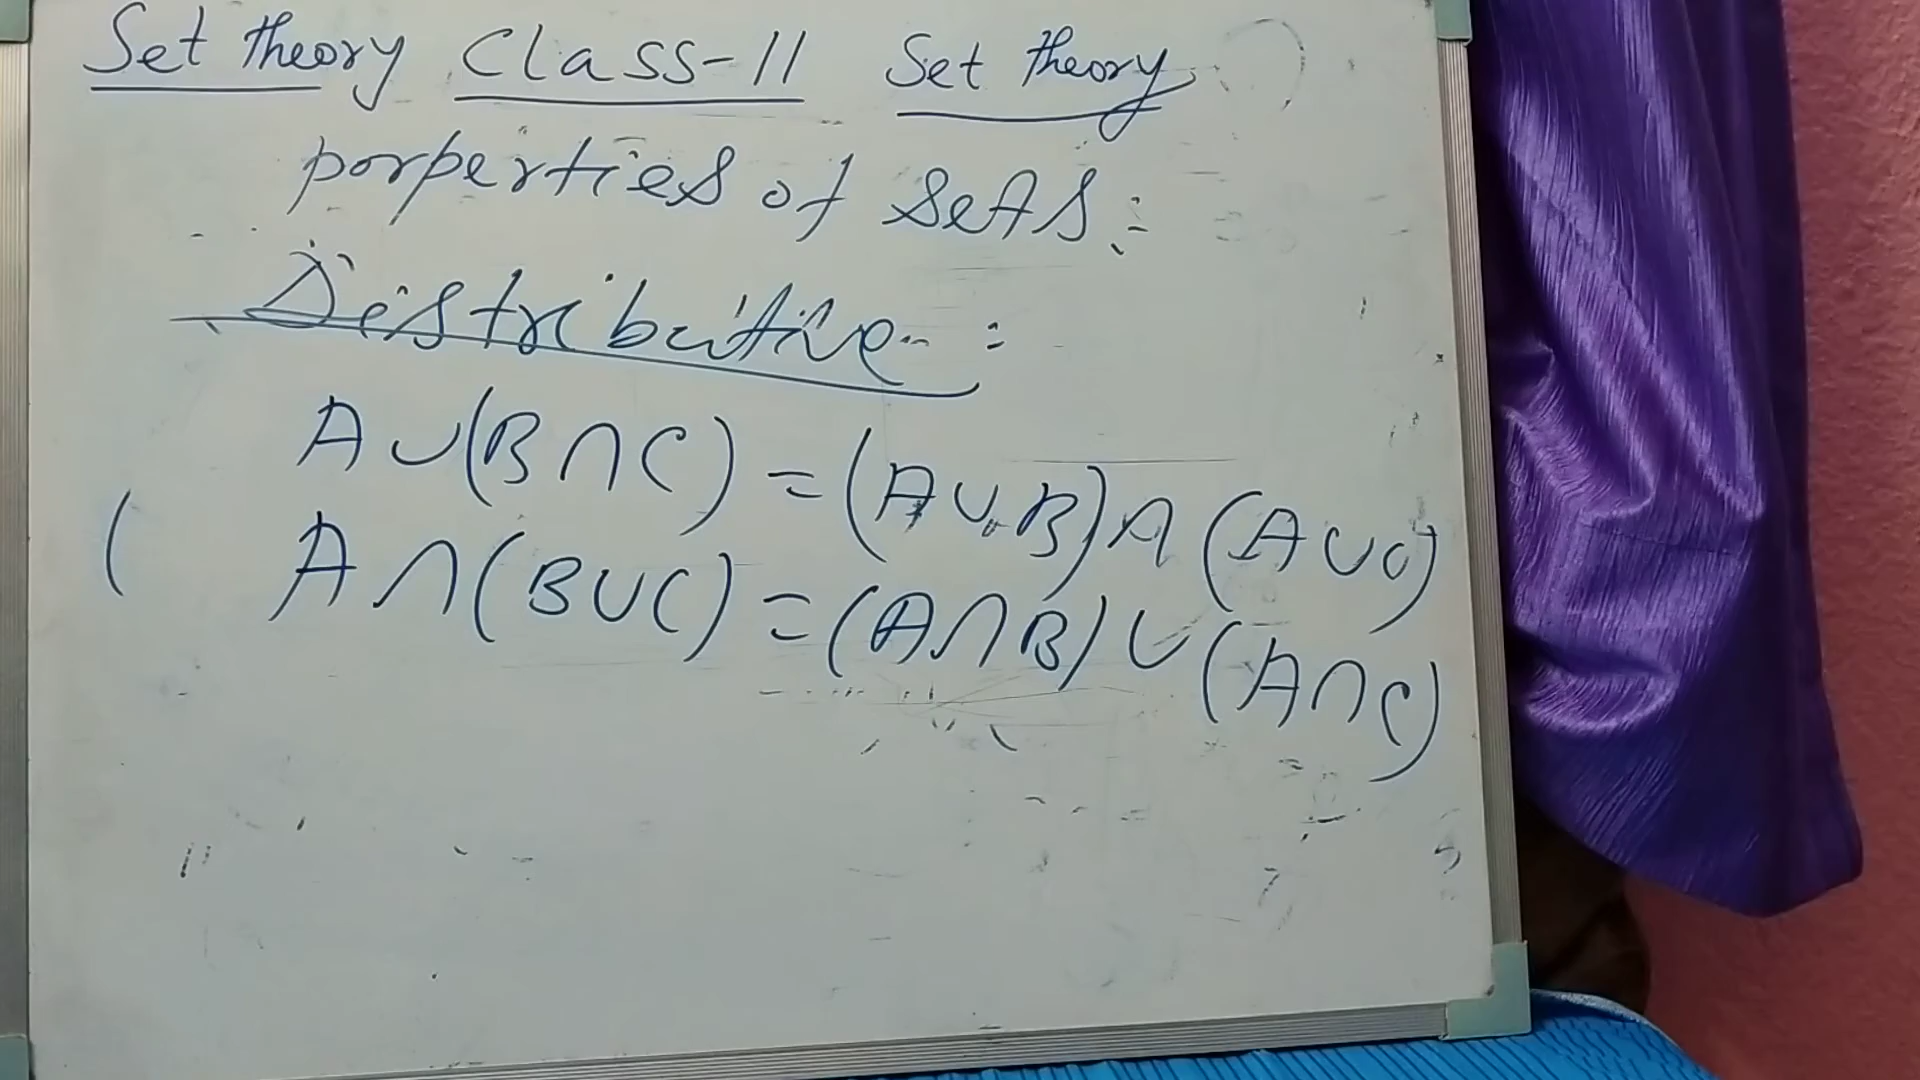 Set theory Class-11 Set theory
porperties of sets :-
Distributive :
A∪(B∩C) = (A∪B)∩(A∪C)
( A∩(B∪C) = (A∩B)∪(A∩C)